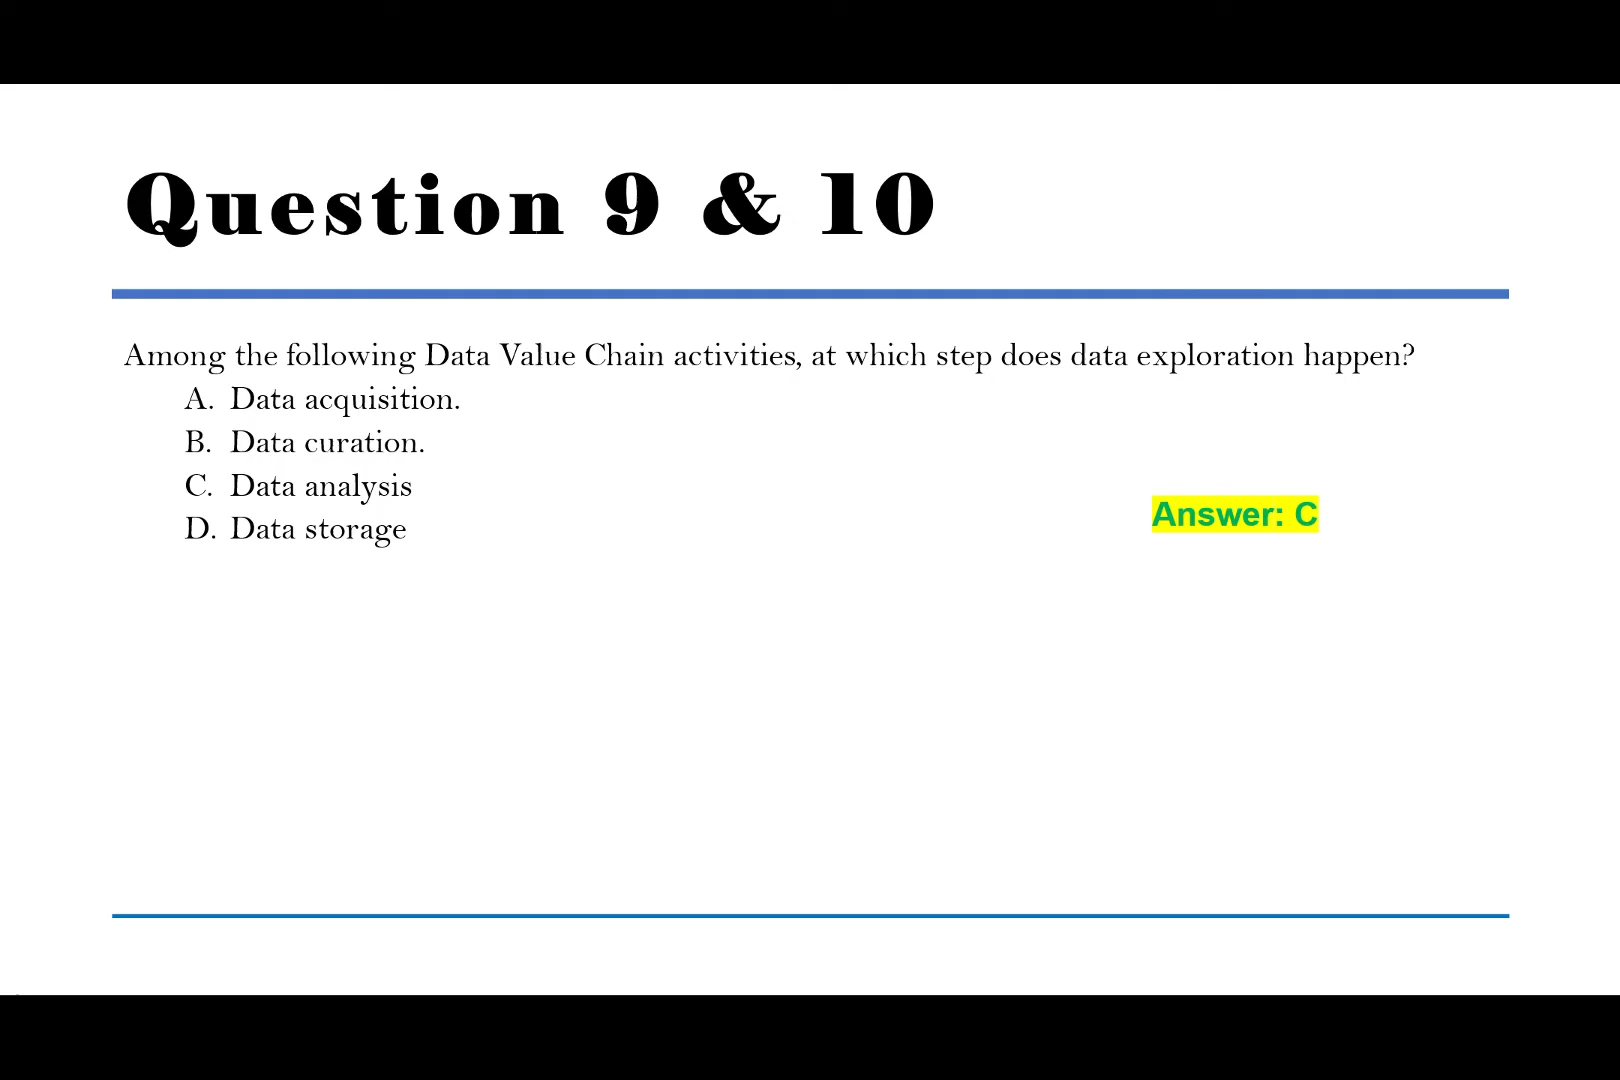 Question 9 & 10
Among the following Data Value Chain activities, at which step does data exploration happen?
A. Data acquisition.
B. Data curation.
C. Data analysis
D. Data storage
Answer: C